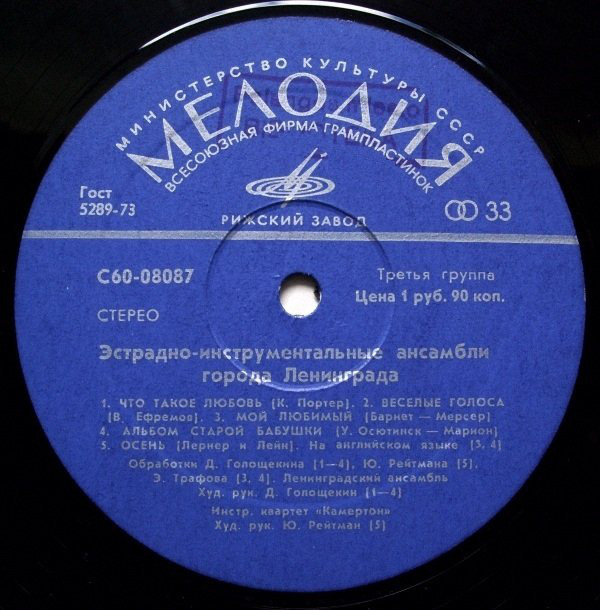 МИНИСТЕРСТВО КУЛЬТУРЫ СССР
МЕЛОДИЯ
ВСЕСОЮЗНАЯ ФИРМА ГРАМПЛАСТИНОК
Гост
5289-73
33
РИЖСКИЙ ЗАВОД
С60-08087
Третья группа
Цена 1 руб. 90 коп.
СТЕРЕО
Эстрадно-инструментальные ансамбли
города Ленинграда
1. ЧТО ТАКОЕ ЛЮБОВЬ (К. Портер). 2. ВЕСЕЛЫЕ ГОЛОСА
(В. Ефремов). 3. МОЙ ЛЮБИМЫЙ (Барнет — Мерсер)
4. АЛЬБОМ СТАРОЙ БАБУШКИ (У. Осютинск — Марион)
5. ОСЕНЬ (Лернер и Лейн). На английском языке (3, 4)
Обработки Д. Голощекина (1—4), Ю. Рейтмана (5),
Э. Трафова (3, 4). Ленинградский ансамбль
Худ. рук. Д. Голощекин (1—4)
Инстр. квартет «Камертон»
Худ. рук. Ю. Рейтман (5)